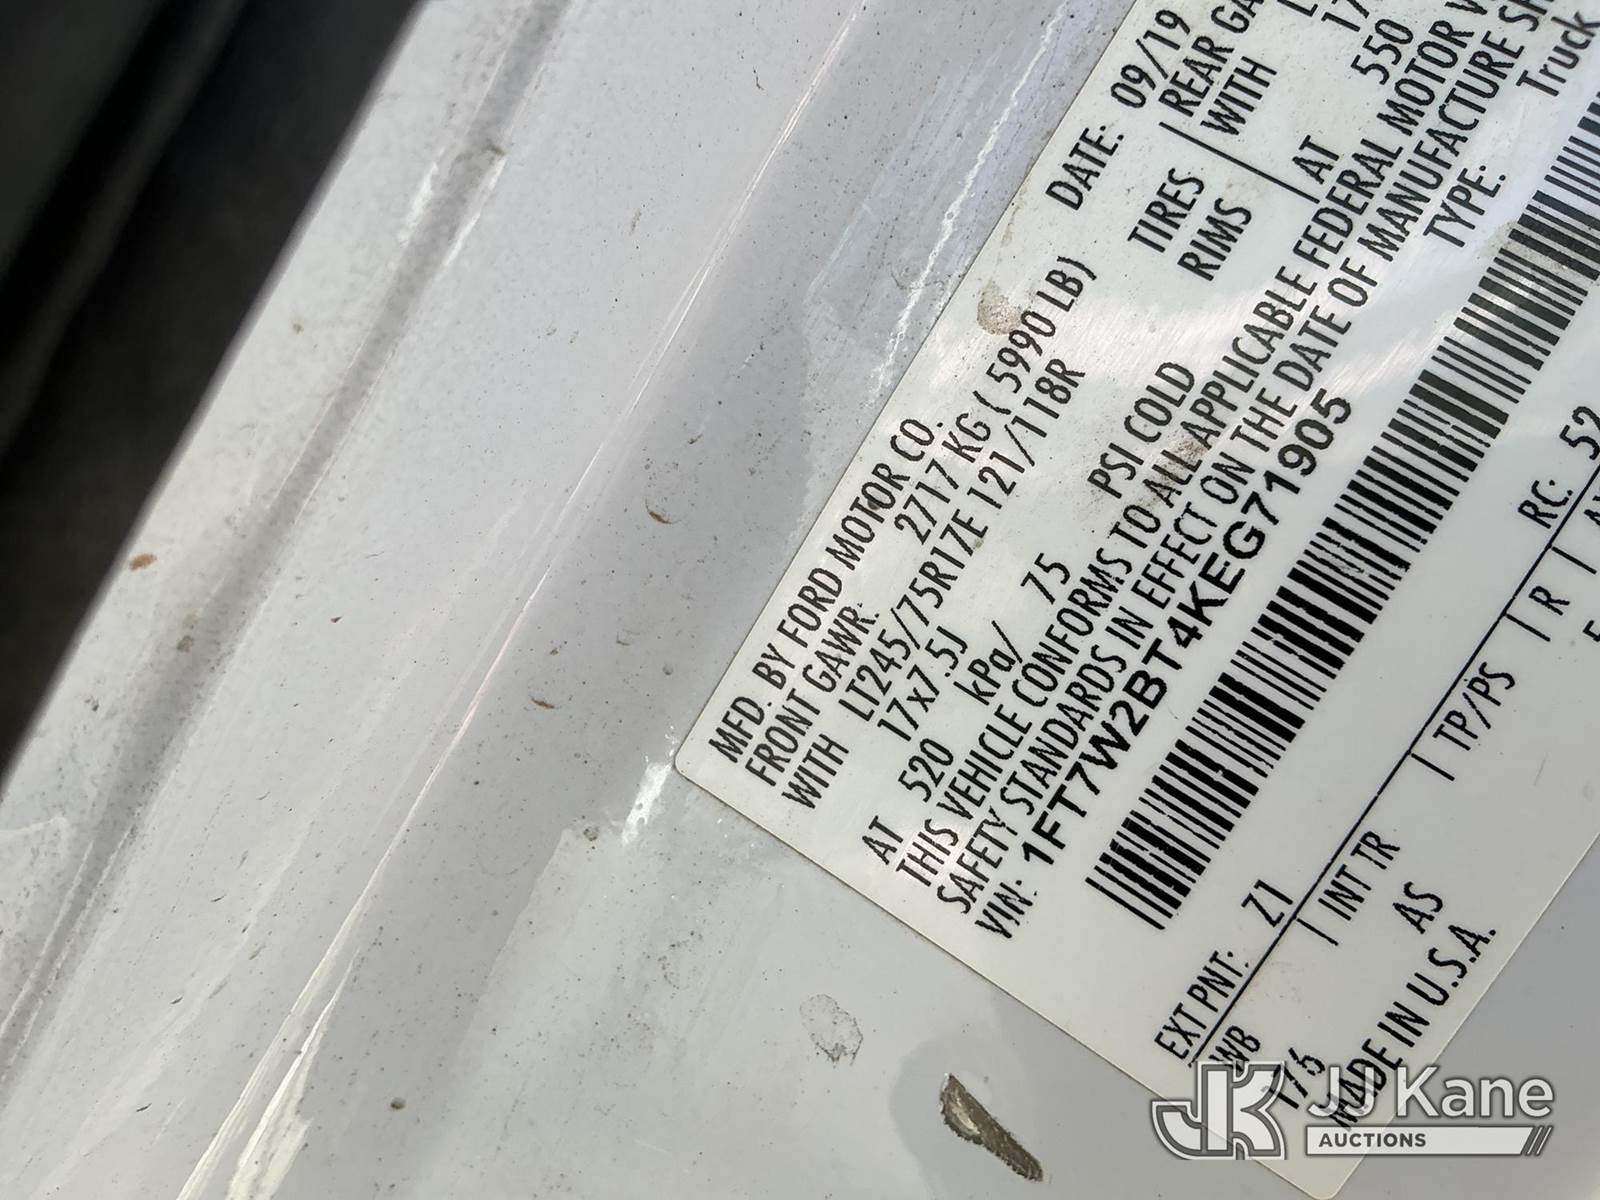 MFD. BY FORD MOTOR CO.
DATE: 09/19
FRONT GAWR: 2717 KG ( 5990 LB)
REAR
WITH LT245/75R17E 121/118R
TIRES
WITH
17x7.5J
RIMS
AT 520 kPa/ 75 PSI COLD
AT 550
THIS VEHICLE CONFORMS TO ALL APPLICABLE FEDERAL MOTOR
SAFETY STANDARDS IN EFFECT ON THE DATE OF MANUFACTURE
VIN: 1FT7W2BT4KEG71905
TYPE: Truck
EXT PNT: Z1
RC: 52
WB | INT TR | TP/PS | R |
176 AS
MADE IN U.S.A.
JJ Kane
AUCTIONS